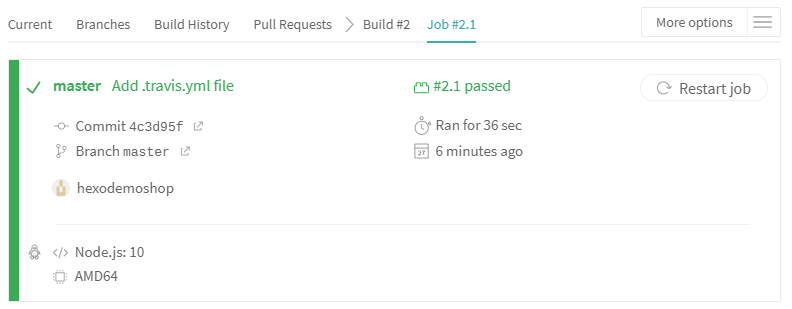 Current Branches Build History Pull Requests Build #2 Job #2.1 More options
master Add .travis.yml file #2.1 passed Restart job
Commit 4c3d95f Ran for 36 sec
Branch master 27 6 minutes ago
hexodemoshop
</> Node.js: 10
AMD64